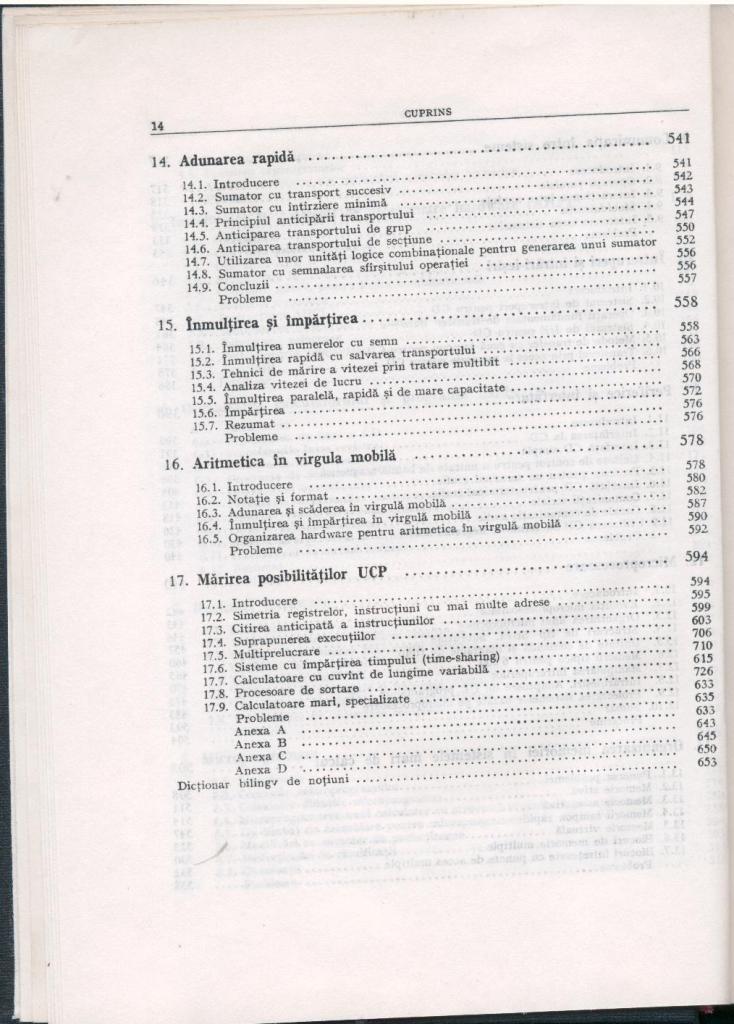 14 CUPRINS
14. Adunarea rapidă .......... 541
14.1. Introducere .......... 541
14.2. Sumator cu transport succesiv .......... 542
14.3. Sumator cu întîrziere minimă .......... 543
14.4. Principiul anticipării transportului .......... 544
14.5. Anticiparea transportului de grup .......... 547
14.6. Anticiparea transportului de secțiune .......... 550
14.7. Utilizarea unor unități logice combinaționale pentru generarea unui sumator 552
14.8. Sumator cu semnalarea sfîrșitului operației .......... 556
14.9. Concluzii .......... 556
Probleme .......... 557
15. Înmulțirea și împărțirea .......... 558
15.1. Înmulțirea numerelor cu semn .......... 558
15.2. Înmulțirea rapidă cu salvarea transportului .......... 563
15.3. Tehnici de mărire a vitezei prin tratare multibit .......... 566
15.4. Analiza vitezei de lucru .......... 568
15.5. Înmulțirea paralelă, rapidă și de mare capacitate .......... 570
15.6. Împărțirea .......... 572
15.7. Rezumat .......... 576
Probleme .......... 576
16. Aritmetica în virgula mobilă .......... 578
16.1. Introducere .......... 578
16.2. Notație și format .......... 580
16.3. Adunarea și scăderea în virgulă mobilă .......... 582
16.4. Înmulțirea și împărțirea în virgulă mobilă .......... 587
16.5. Organizarea hardware pentru aritmetica în virgulă mobilă .......... 590
Probleme .......... 592
17. Mărirea posibilităților UCP .......... 594
17.1. Introducere .......... 594
17.2. Simetria registrelor, instrucțiuni cu mai multe adrese .......... 595
17.3. Citirea anticipată a instrucțiunilor .......... 599
17.4. Suprapunerea execuțiilor .......... 603
17.5. Multiprelucrare .......... 706
17.6. Sisteme cu împărțirea timpului (time-sharing) .......... 710
17.7. Calculatoare cu cuvînt de lungime variabilă .......... 615
17.8. Procesoare de sortare .......... 726
17.9. Calculatoare mari, specializate .......... 633
Probleme .......... 635
Anexa A .......... 633
Anexa B .......... 643
Anexa C .......... 645
Anexa D .......... 650
Dicționar bilingv de noțiuni .......... 653